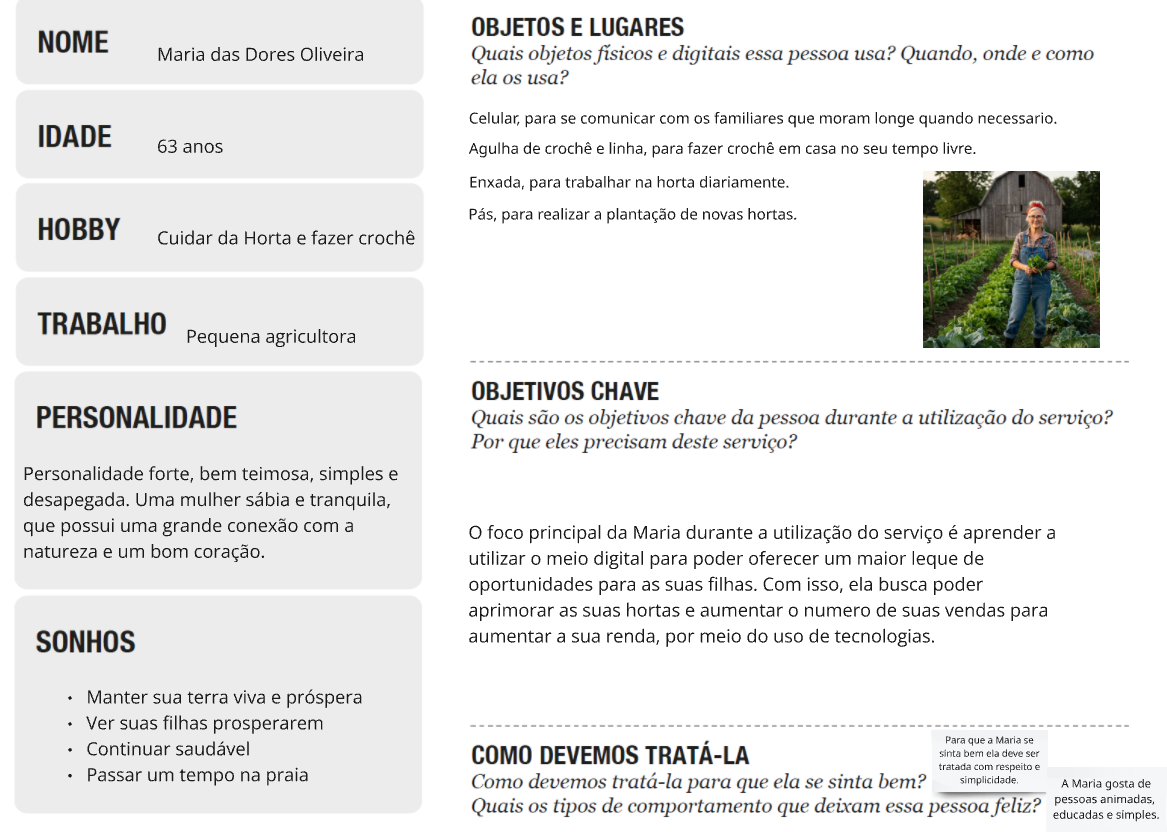 NOME
Maria das Dores Oliveira
IDADE
63 anos
HOBBY
Cuidar da Horta e fazer crochê
TRABALHO
Pequena agricultora
PERSONALIDADE
Personalidade forte, bem teimosa, simples e
desapegada. Uma mulher sábia e tranquila,
que possui uma grande conexão com a
natureza e um bom coração.
SONHOS
• Manter sua terra viva e próspera
• Ver suas filhas prosperarem
• Continuar saudável
• Passar um tempo na praia
OBJETOS E LUGARES
Quais objetos físicos e digitais essa pessoa usa? Quando, onde e como
ela os usa?
Celular, para se comunicar com os familiares que moram longe quando necessario.
Agulha de crochê e linha, para fazer crochê em casa no seu tempo livre.
Enxada, para trabalhar na horta diariamente.
Pás, para realizar a plantação de novas hortas.
OBJETIVOS CHAVE
Quais são os objetivos chave da pessoa durante a utilização do serviço?
Por que eles precisam deste serviço?
O foco principal da Maria durante a utilização do serviço é aprender a
utilizar o meio digital para poder oferecer um maior leque de
oportunidades para as suas filhas. Com isso, ela busca poder
aprimorar as suas hortas e aumentar o numero de suas vendas para
aumentar a sua renda, por meio do uso de tecnologias.
COMO DEVEMOS TRATÁ-LA
Como devemos tratá-la para que ela se sinta bem?
Quais os tipos de comportamento que deixam essa pessoa feliz?
Para que a Maria se
sinta bem ela deve ser
tratada com respeito e
simplicidade.
A Maria gosta de
pessoas animadas,
educadas e simples.